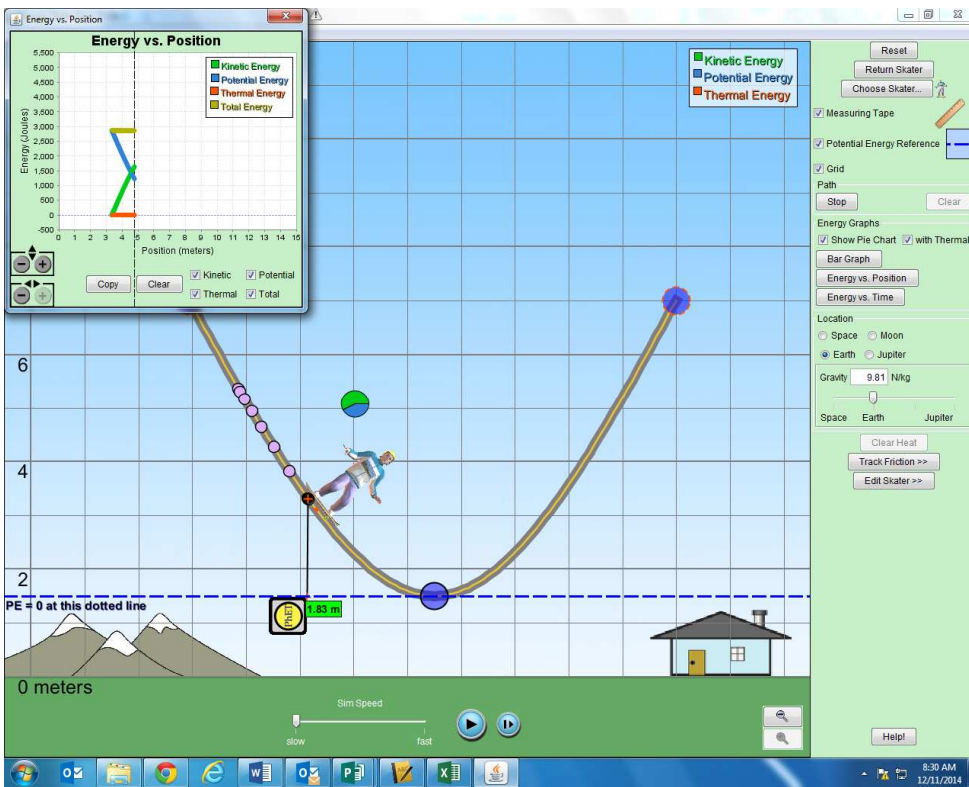 Energy vs. Position
Energy vs. Position
5,500
5,000
4,500
4,000
3,500
3,000
2,500
2,000
1,500
1,000
500
0
-500
Energy (Joules)
Kinetic Energy
Potential Energy
Thermal Energy
Total Energy
0 1 2 3 4 5 6 7 8 9 10 11 12 13 14 15
Position (meters)
Copy
Clear
Kinetic
Potential
Thermal
Total
Kinetic Energy
Potential Energy
Thermal Energy
6
4
2
PE = 0 at this dotted line
PhET
1.83 m
0 meters
Sim Speed
slow
fast
Reset
Return Skater
Choose Skater...
Measuring Tape
Potential Energy Reference
Grid
Path
Stop
Clear
Energy Graphs
Show Pie Chart
with Thermal
Bar Graph
Energy vs. Position
Energy vs. Time
Location
Space
Moon
Earth
Jupiter
Gravity 9.81 N/kg
Space Earth Jupiter
Clear Heat
Track Friction >>
Edit Skater >>
Help!
8:30 AM
12/11/2014